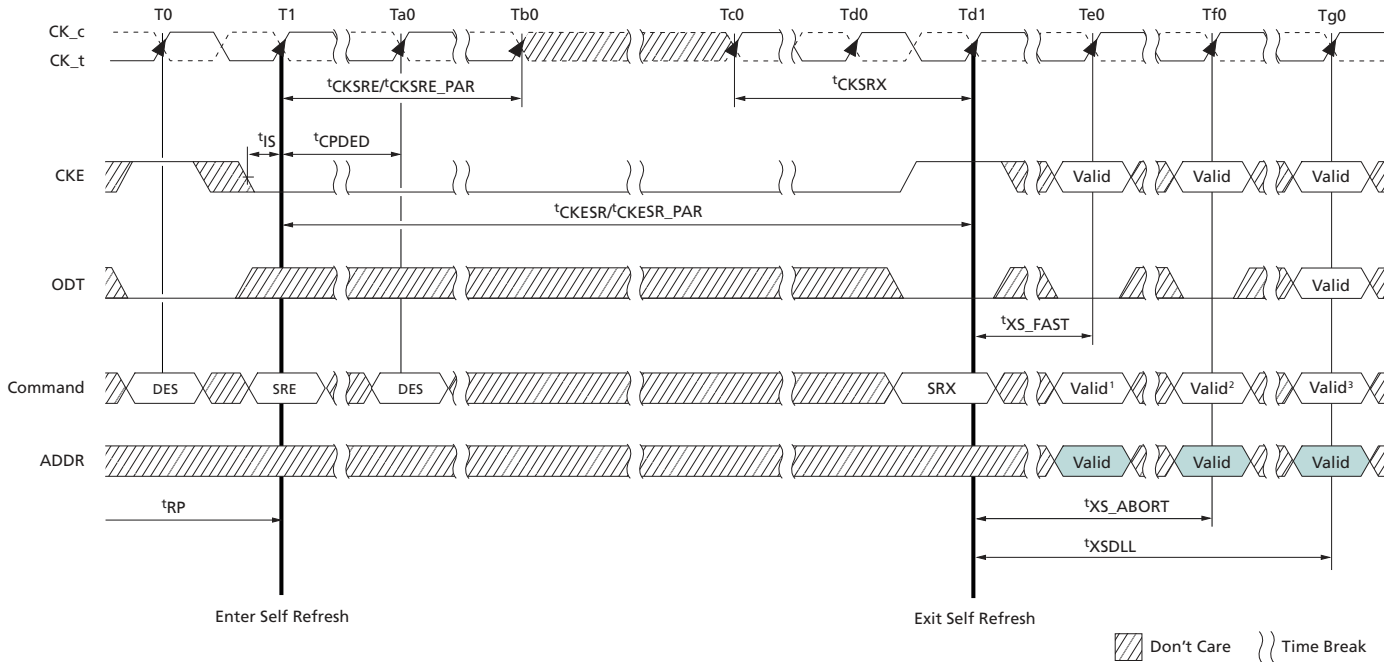 T0 T1 Ta0 Tb0 Tc0 Td0 Td1 Te0 Tf0 Tg0
CK_c
CK_t
tCKSRE/tCKSRE_PAR tCKSRX
tIS tCPDED
CKE Valid Valid Valid
tCKESR/tCKESR_PAR
ODT Valid
tXS_FAST
Command DES SRE DES SRX Valid1 Valid2 Valid3
ADDR Valid Valid Valid
tRP tXS_ABORT
tXSDLL
Enter Self Refresh Exit Self Refresh
Don't Care Time Break